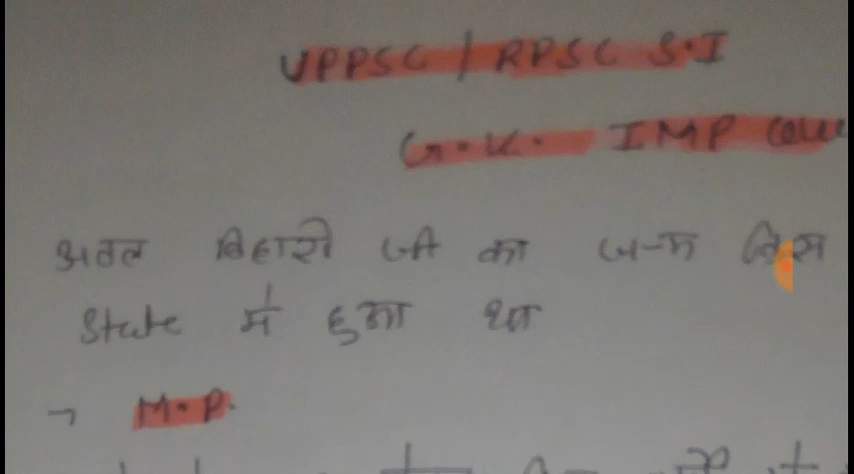 UPPSC / RPSC S.I
G.K. IMP
अटल बिहारी जी का जन्म किस
State में हुआ था
→ M.P.